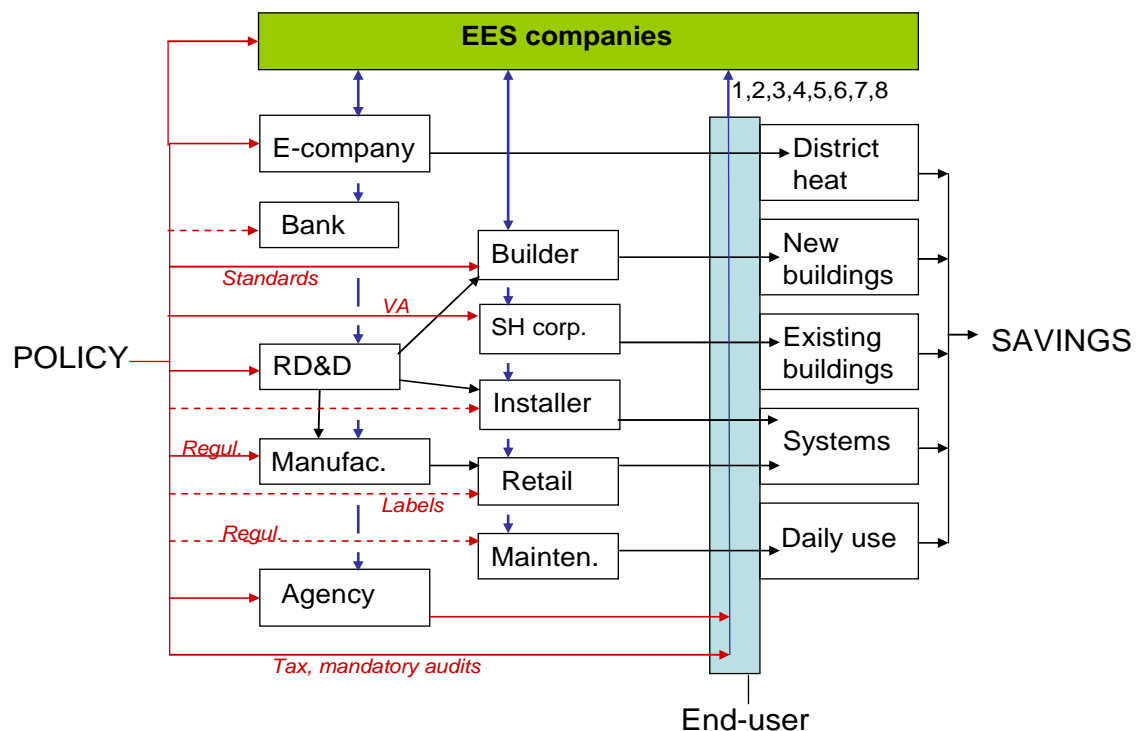 EES companies
1,2,3,4,5,6,7,8
E-company
District
heat
Bank
Builder
New
buildings
Standards
VA
SH corp.
POLICY
RD&D
Existing
buildings
SAVINGS
Installer
Systems
Regul.
Manufac.
Retail
Labels
Regul.
Mainten.
Daily use
Agency
Tax, mandatory audits
End-user